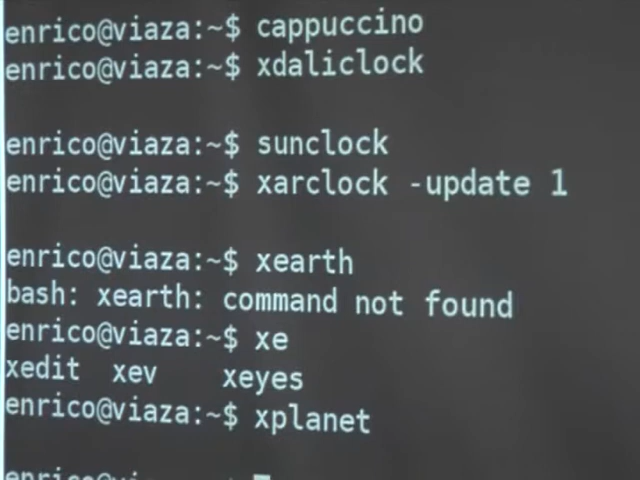 enrico@viaza:~$ cappuccino
enrico@viaza:~$ xdaliclock
enrico@viaza:~$ sunclock
enrico@viaza:~$ xarclock -update 1
enrico@viaza:~$ xearth
bash: xearth: command not found
enrico@viaza:~$ xe
xedit xev xeyes
enrico@viaza:~$ xplanet